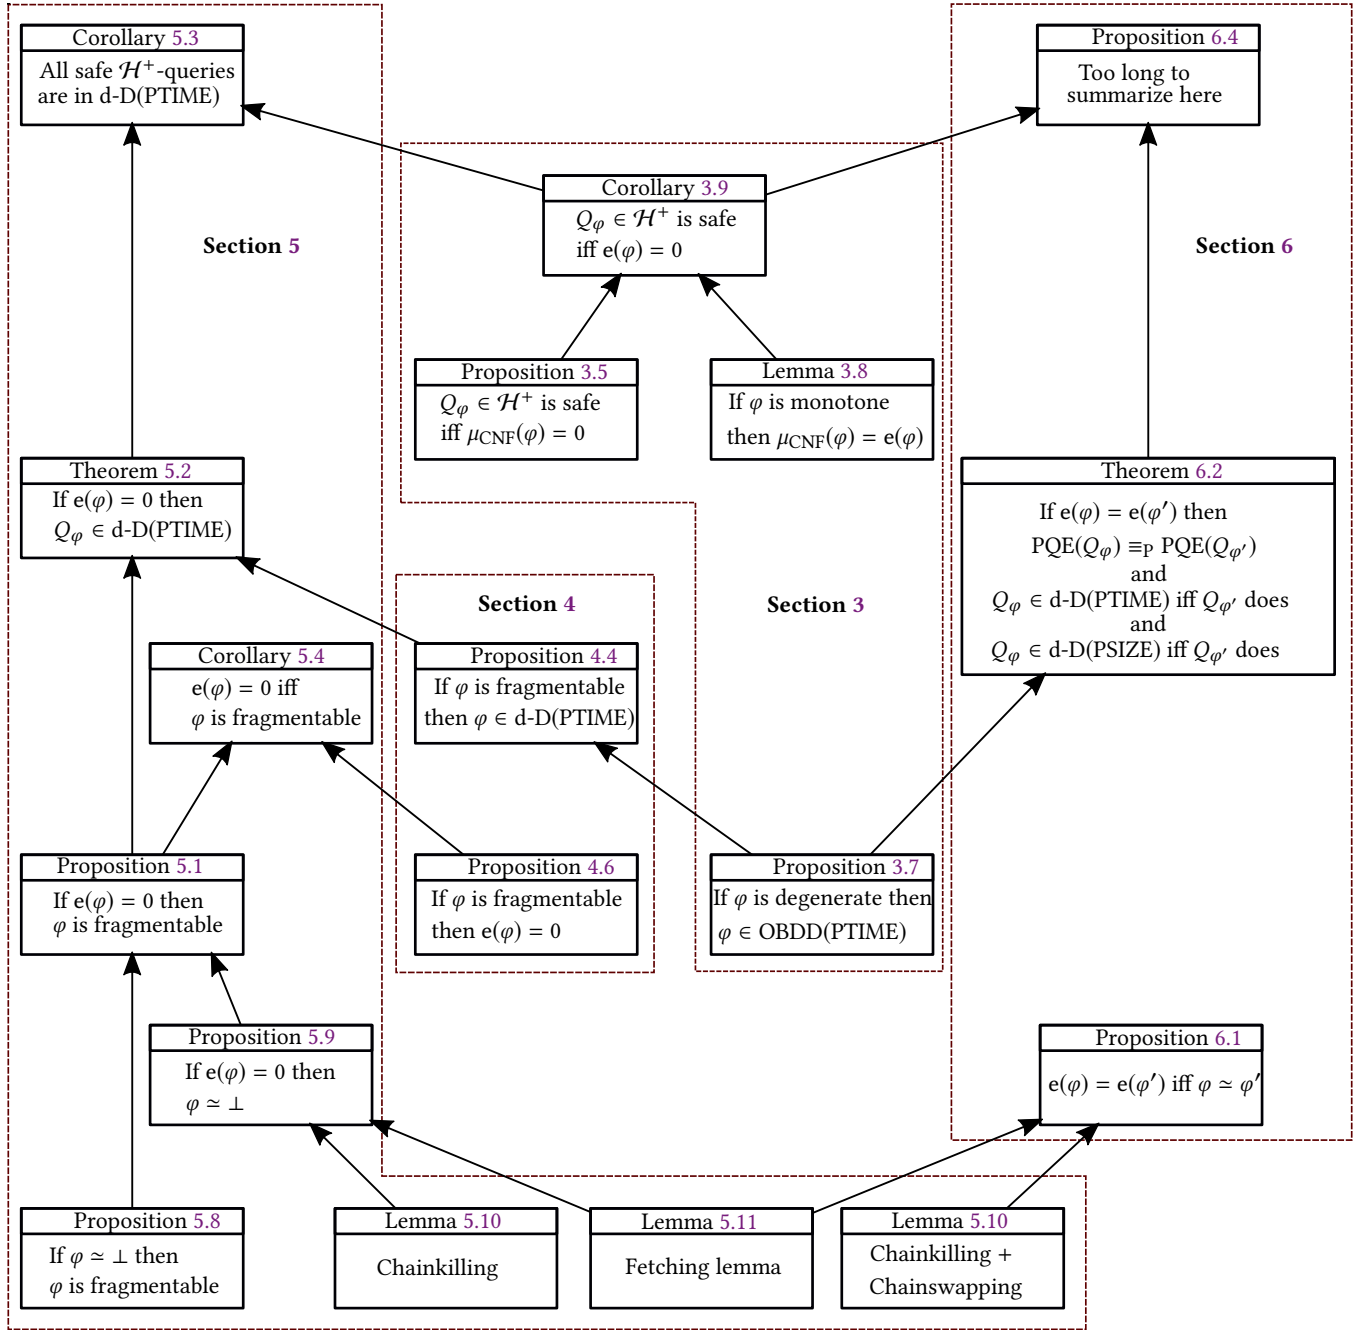 Corollary 5.3
All safe 𝓗⁺-queries
are in d-D(PTIME)
Proposition 6.4
Too long to
summarize here
Corollary 3.9
Q_φ ∈ 𝓗⁺ is safe
iff e(φ) = 0
Section 5
Section 6
Proposition 3.5
Q_φ ∈ 𝓗⁺ is safe
iff μ_CNF(φ) = 0
Lemma 3.8
If φ is monotone
then μ_CNF(φ) = e(φ)
Theorem 5.2
If e(φ) = 0 then
Q_φ ∈ d-D(PTIME)
Theorem 6.2
If e(φ) = e(φ′) then
PQE(Q_φ) ≡_P PQE(Q_φ′)
and
Q_φ ∈ d-D(PTIME) iff Q_φ′ does
and
Q_φ ∈ d-D(PSIZE) iff Q_φ′ does
Section 4
Section 3
Corollary 5.4
e(φ) = 0 iff
φ is fragmentable
Proposition 4.4
If φ is fragmentable
then φ ∈ d-D(PTIME)
Proposition 5.1
If e(φ) = 0 then
φ is fragmentable
Proposition 4.6
If φ is fragmentable
then e(φ) = 0
Proposition 3.7
If φ is degenerate then
φ ∈ OBDD(PTIME)
Proposition 5.9
If e(φ) = 0 then
φ ≃ ⊥
Proposition 6.1
e(φ) = e(φ′) iff φ ≃ φ′
Proposition 5.8
If φ ≃ ⊥ then
φ is fragmentable
Lemma 5.10
Chainkilling
Lemma 5.11
Fetching lemma
Lemma 5.10
Chainkilling +
Chainswapping